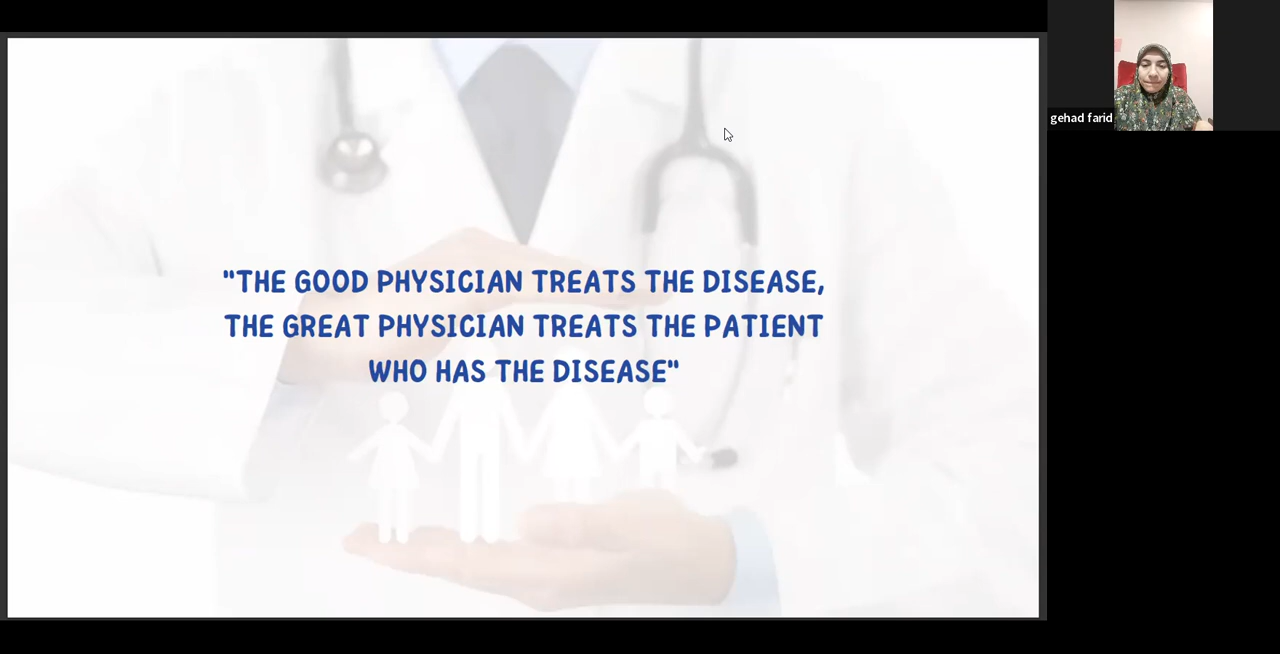 "THE GOOD PHYSICIAN TREATS THE DISEASE,
THE GREAT PHYSICIAN TREATS THE PATIENT
WHO HAS THE DISEASE"
gehad farid